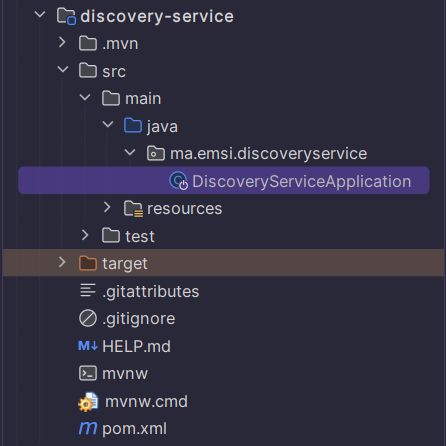 discovery-service
.mvn
src
main
java
ma.emsi.discoveryservice
DiscoveryServiceApplication
resources
test
target
.gitattributes
.gitignore
M↓ HELP.md
mvnw
mvnw.cmd
m pom.xml